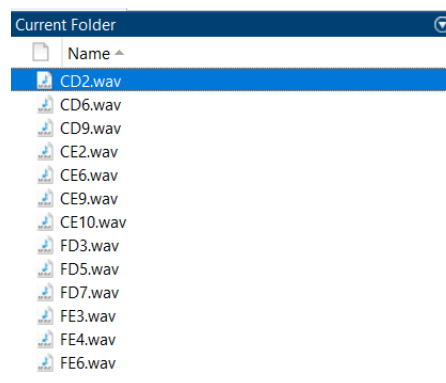 Current Folder
Name
CD2.wav
CD6.wav
CD9.wav
CE2.wav
CE6.wav
CE9.wav
CE10.wav
FD3.wav
FD5.wav
FD7.wav
FE3.wav
FE4.wav
FE6.wav